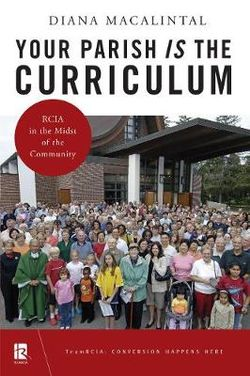 DIANA MACALINTAL
YOUR PARISH IS THE
CURRICULUM
RCIA
in the Midst
of the
Community
TeamRCIA: CONVERSION HAPPENS HERE